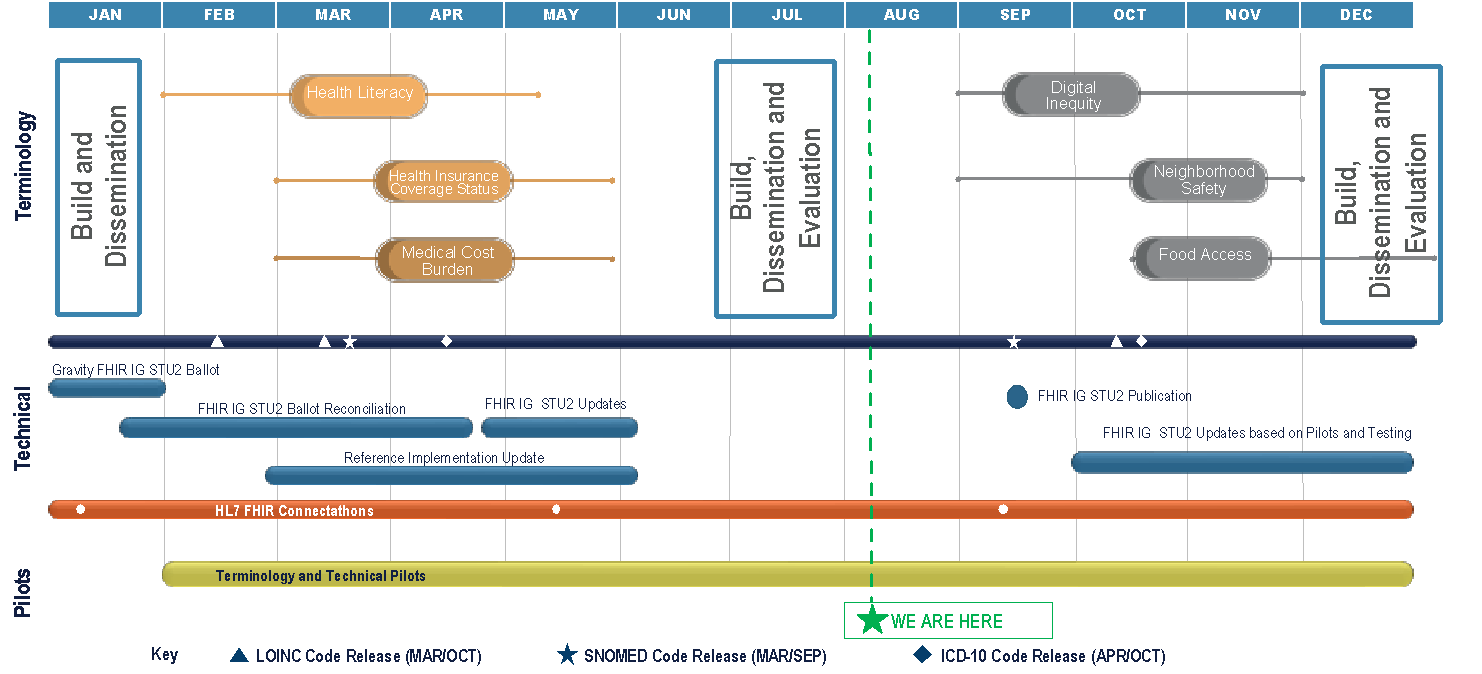 JAN FEB MAR APR MAY JUN JUL AUG SEP OCT NOV DEC
Terminology
Build and
Dissemination
Health Literacy
Health Insurance
Coverage Status
Medical Cost
Burden
Build,
Dissemination and
Evaluation
Digital
Inequity
Neighborhood
Safety
Food Access
Build,
Dissemination and
Evaluation
Technical
Gravity FHIR IG STU2 Ballot
FHIR IG STU2 Ballot Reconciliation
FHIR IG STU2 Updates
Reference Implementation Update
FHIR IG STU2 Publication
FHIR IG STU2 Updates based on Pilots and Testing
HL7 FHIR Connectathons
Pilots
Terminology and Technical Pilots
WE ARE HERE
Key
LOINC Code Release (MAR/OCT)
SNOMED Code Release (MAR/SEP)
ICD-10 Code Release (APR/OCT)